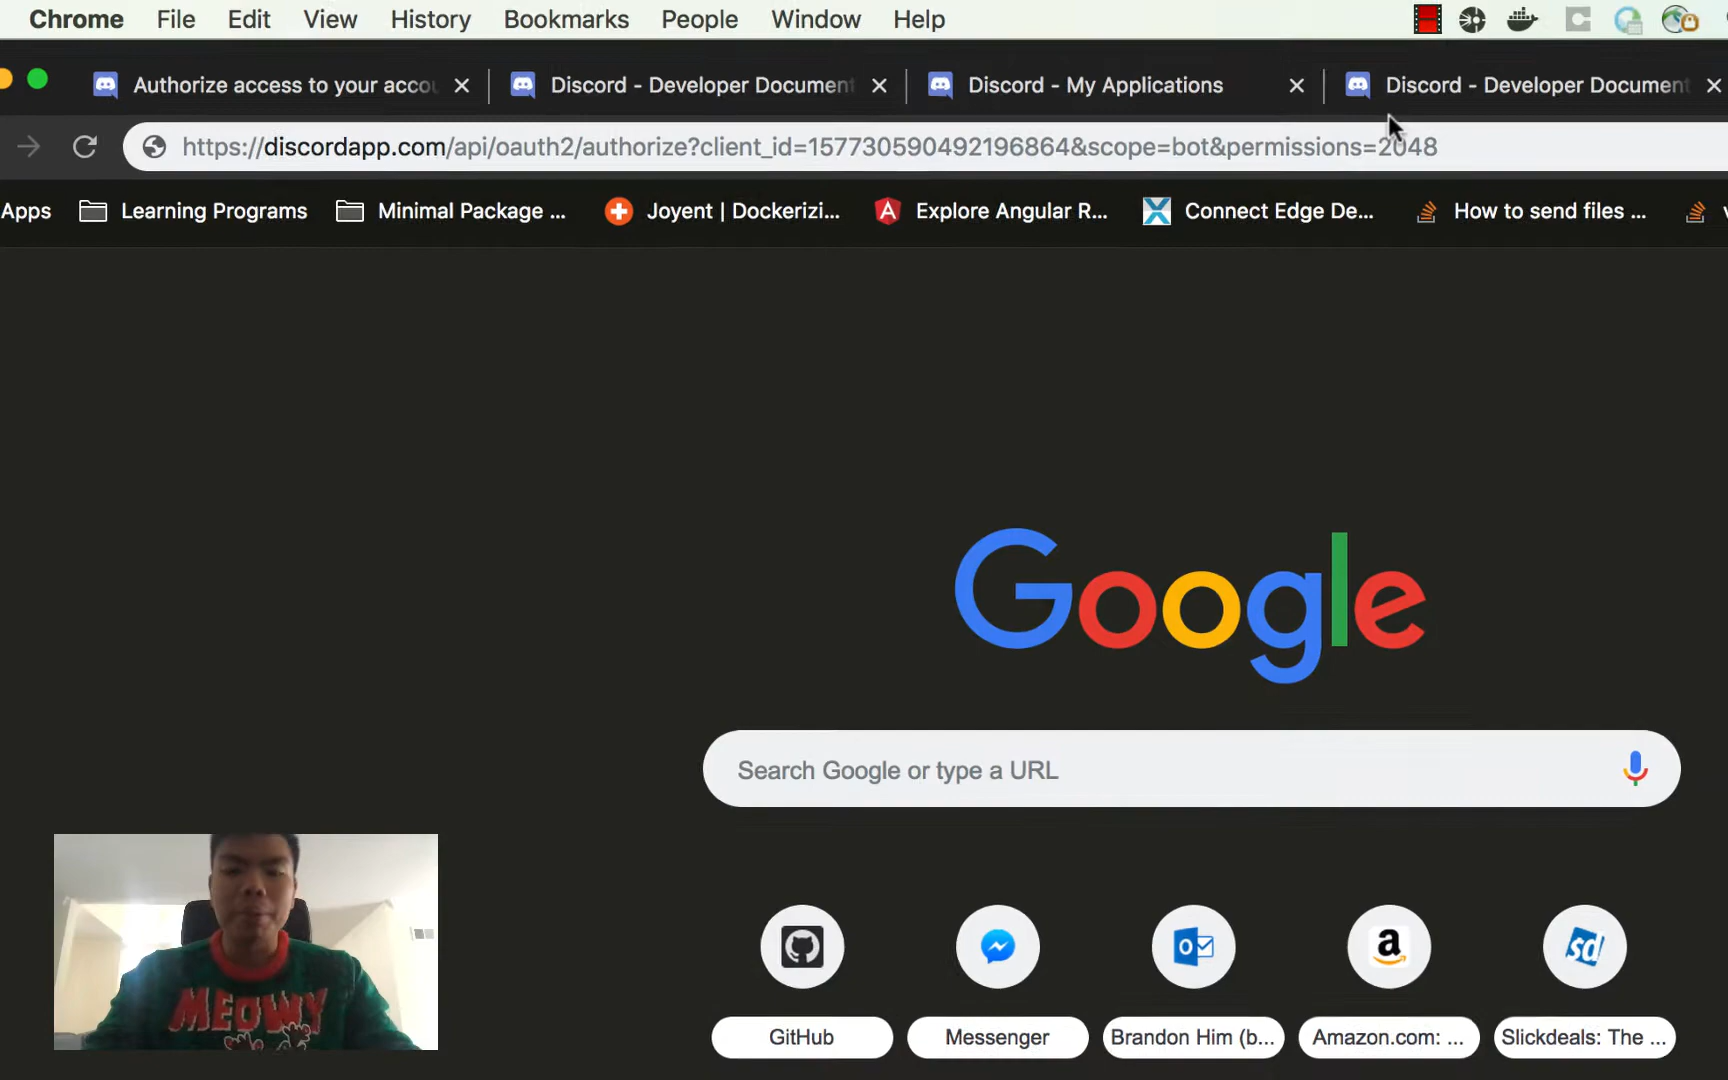 Chrome File Edit View History Bookmarks People Window Help
Authorize access to your accou Discord - Developer Document Discord - My Applications Discord - Developer Document
https://discordapp.com/api/oauth2/authorize?client_id=157730590492196864&scope=bot&permissions=2048
Apps Learning Programs Minimal Package ... Joyent | Dockerizi... Explore Angular R... Connect Edge De... How to send files ...
Google
Search Google or type a URL
GitHub Messenger Brandon Him (b... Amazon.com: ... Slickdeals: The ...
MEOWY